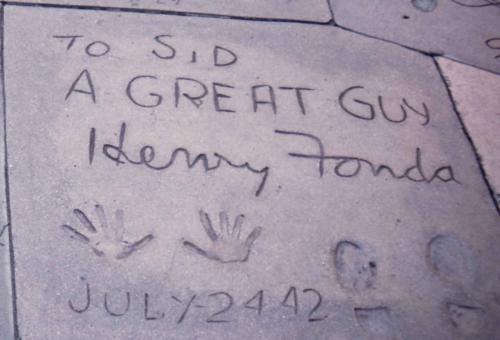 TO SID
A GREAT GUY
Henry Fonda
JULY-24 42